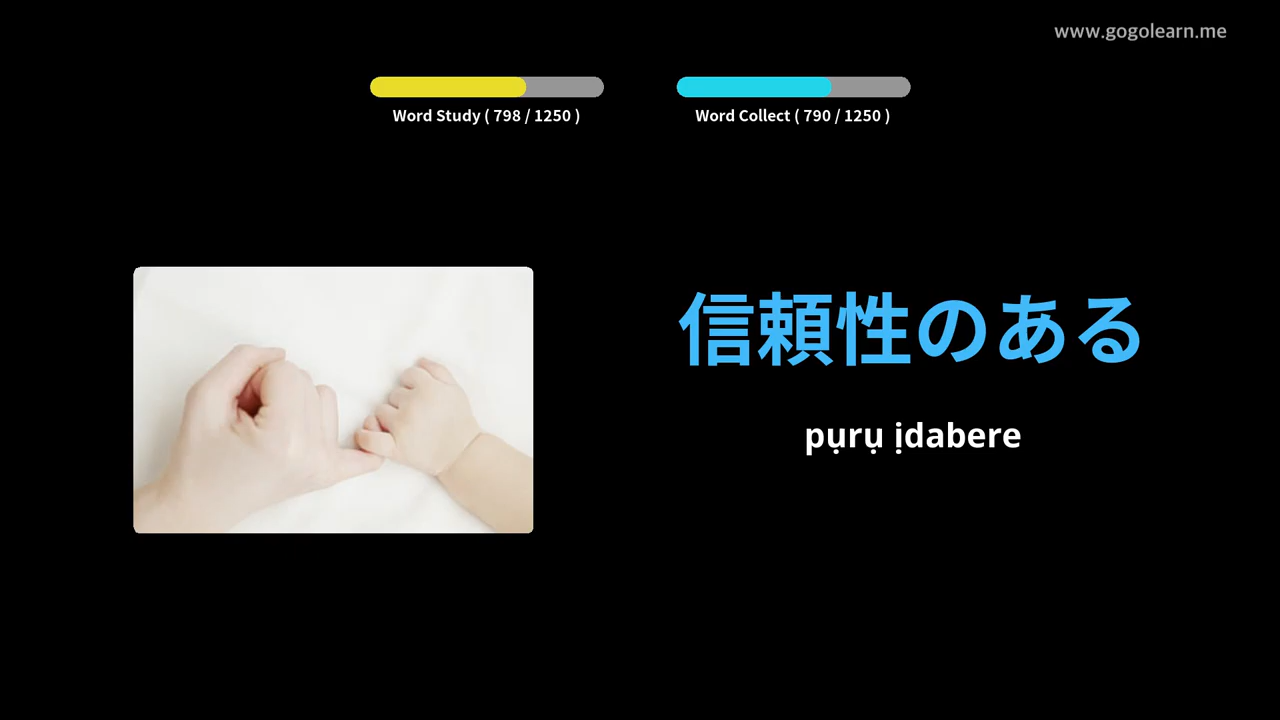 www.gogolearn.me
Word Study ( 798 / 1250 )
Word Collect ( 790 / 1250 )
信頼性のある
pụrụ ịdabere